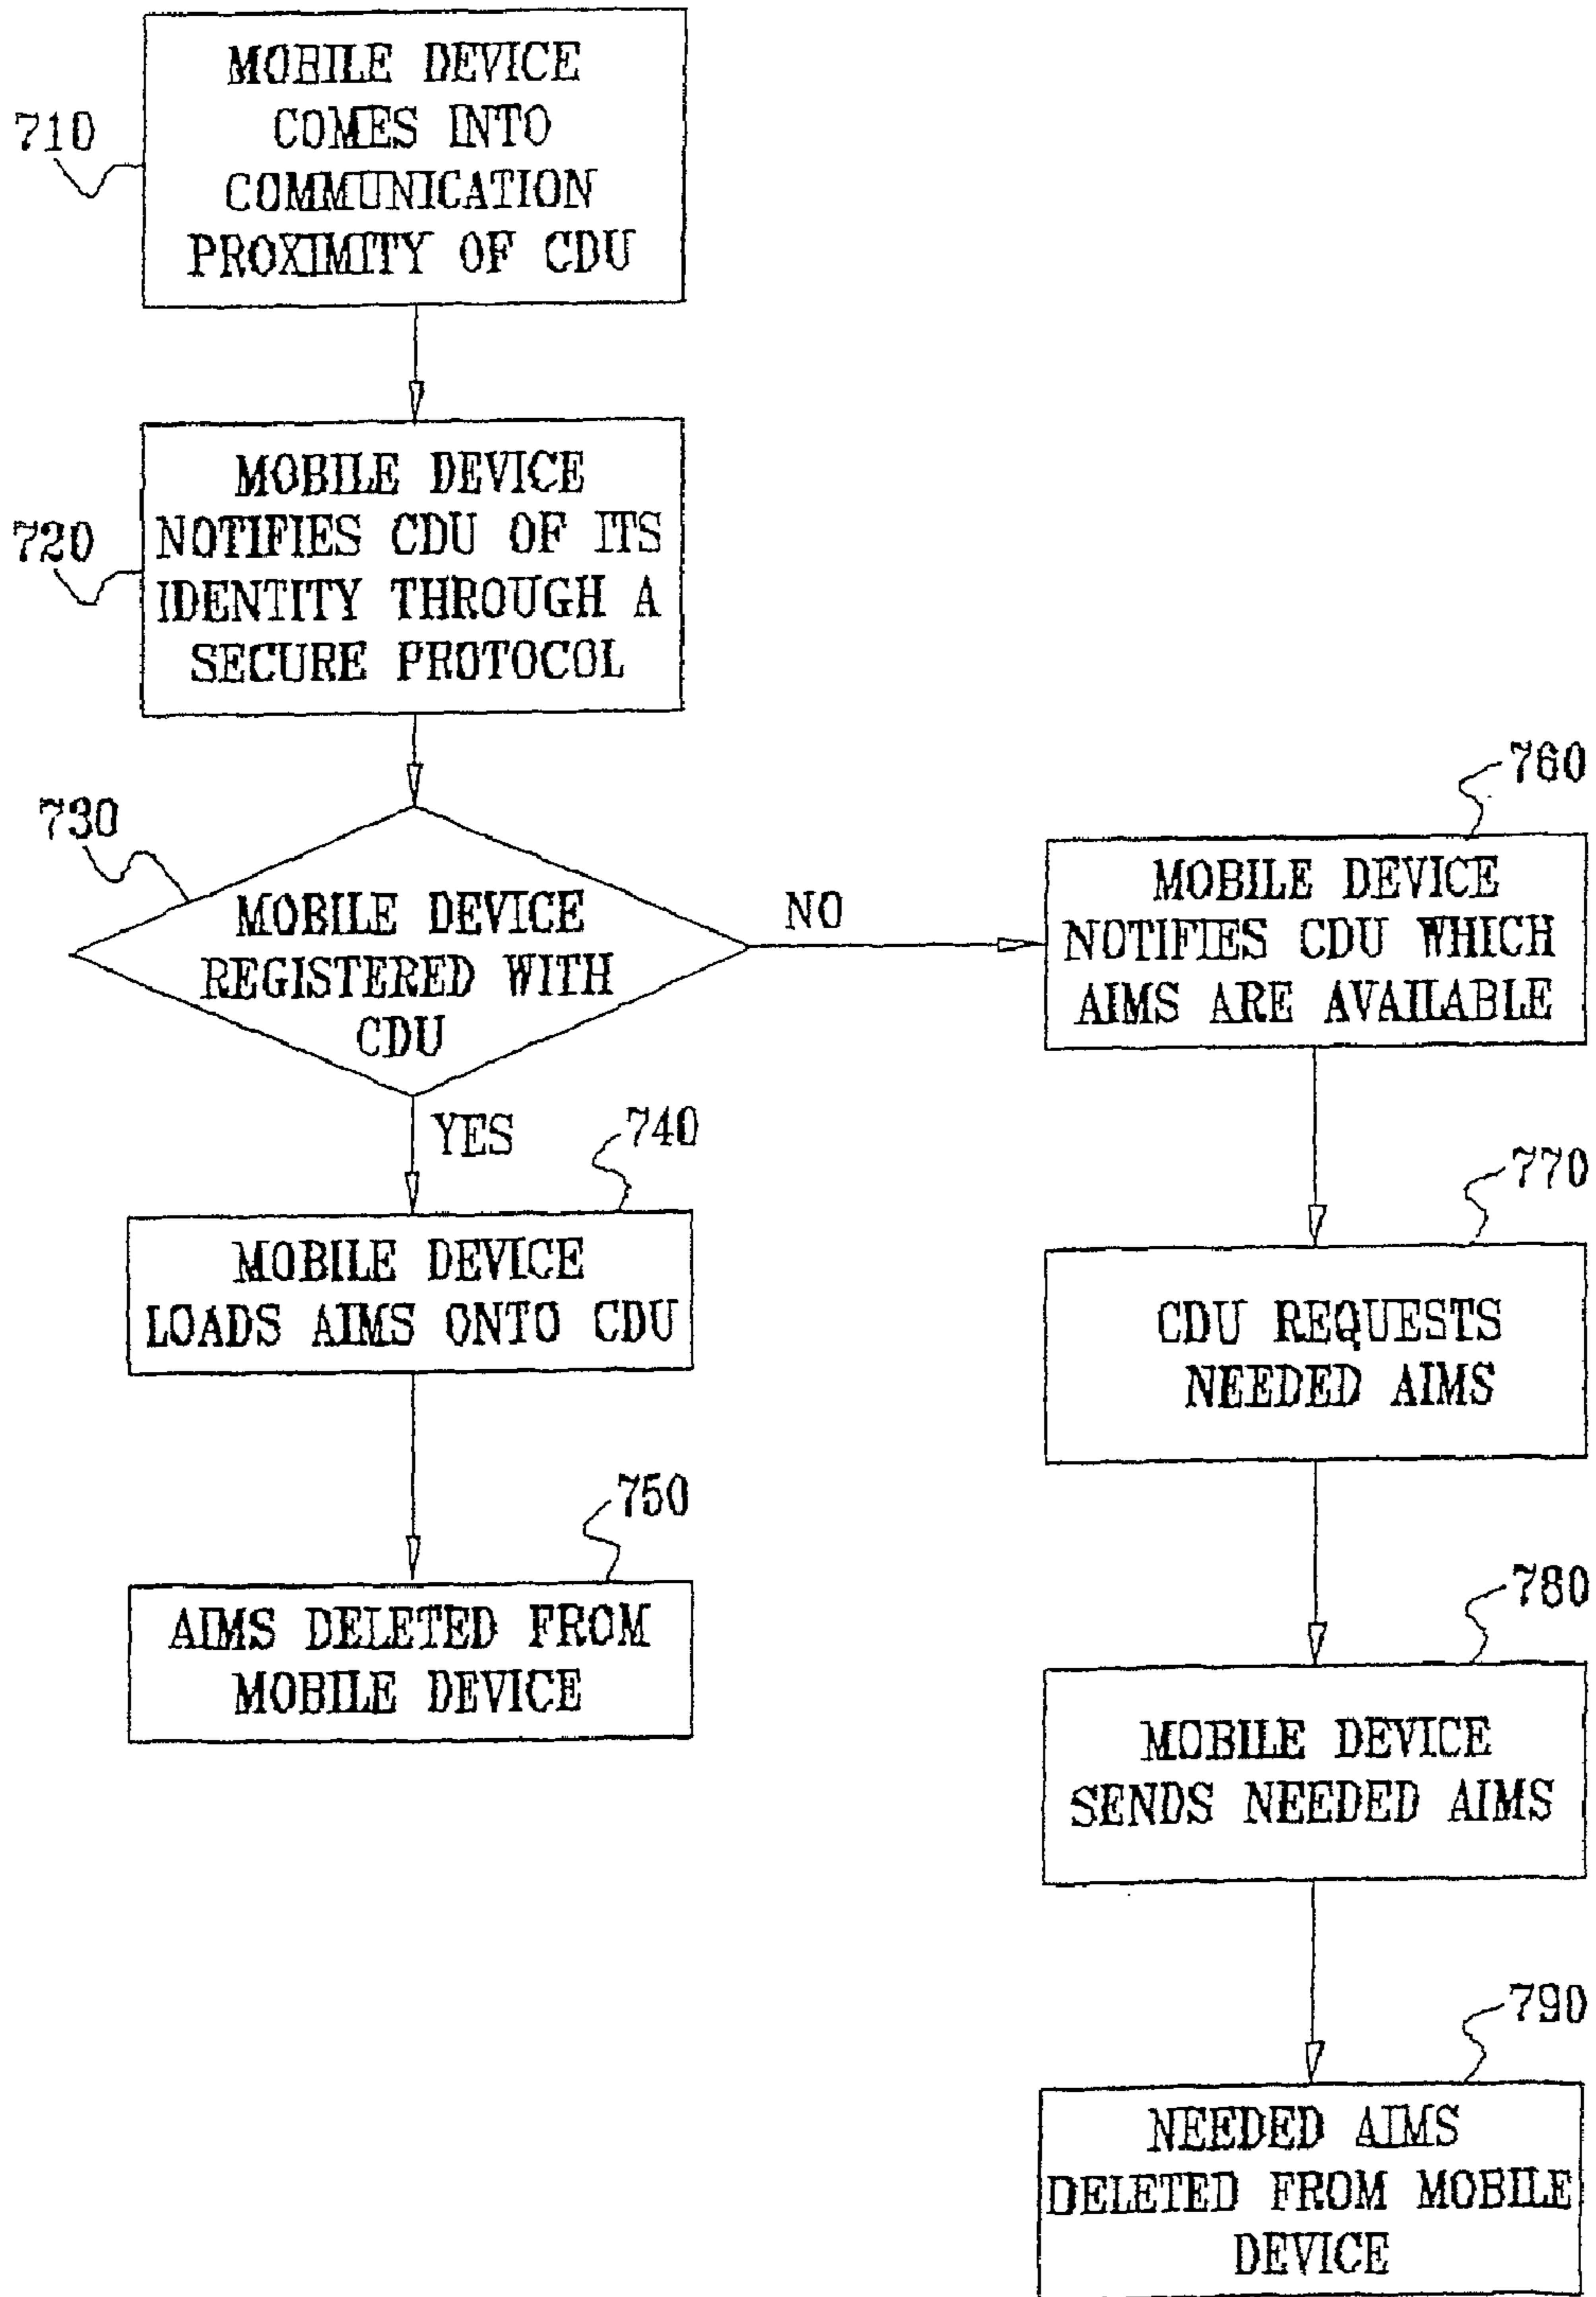 MOBILE DEVICE
COMES INTO
COMMUNICATION
PROXIMITY OF CDU
710
MOBILE DEVICE
NOTIFIES CDU OF ITS
IDENTITY THROUGH A
SECURE PROTOCOL
720
730
MOBILE DEVICE
REGISTERED WITH
CDU
NO
YES
740
MOBILE DEVICE
LOADS AIMS ONTO CDU
750
AIMS DELETED FROM
MOBILE DEVICE
760
MOBILE DEVICE
NOTIFIES CDU WHICH
AIMS ARE AVAILABLE
770
CDU REQUESTS
NEEDED AIMS
780
MOBILE DEVICE
SENDS NEEDED AIMS
790
NEEDED AIMS
DELETED FROM MOBILE
DEVICE